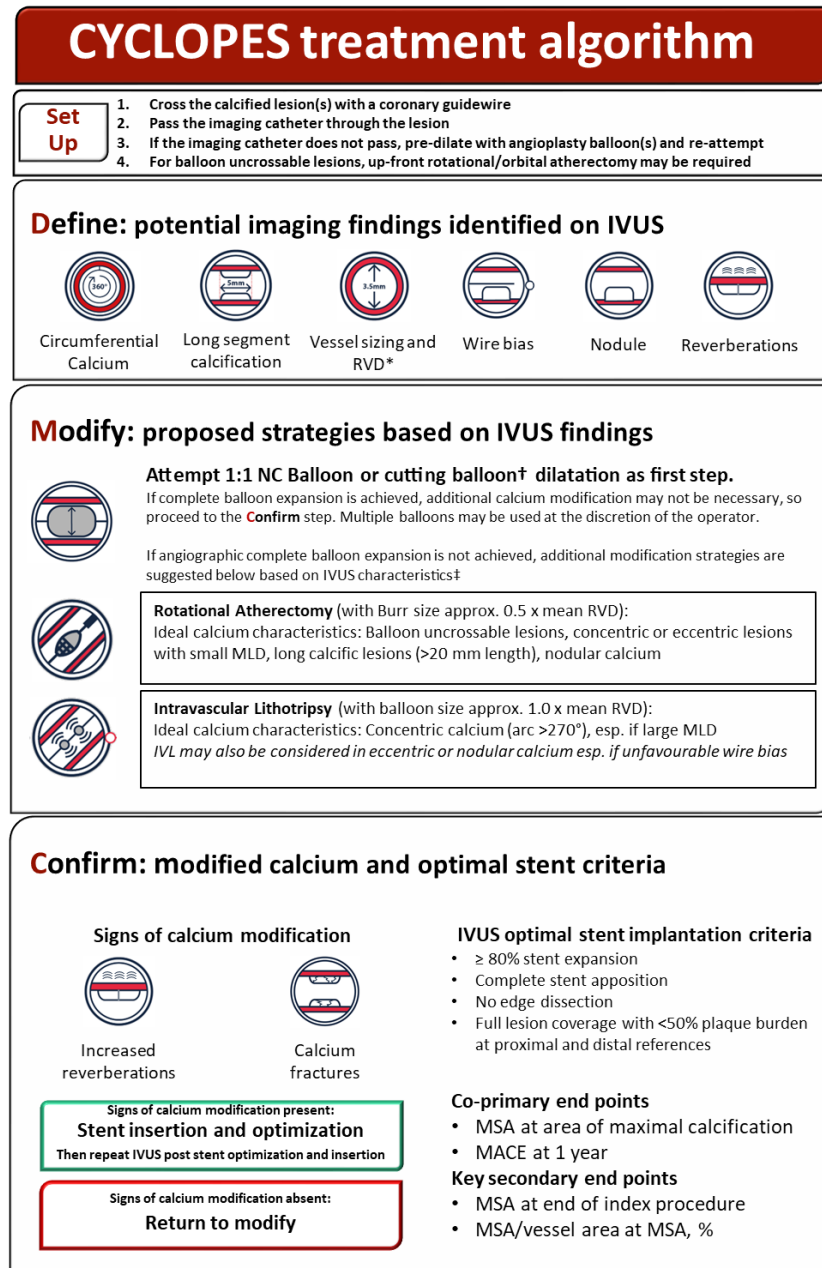 CYCLOPES treatment algorithm
Set
Up
1. Cross the calcified lesion(s) with a coronary guidewire
2. Pass the imaging catheter through the lesion
3. If the imaging catheter does not pass, pre-dilate with angioplasty balloon(s) and re-attempt
4. For balloon uncrossable lesions, up-front rotational/orbital atherectomy may be required
Define: potential imaging findings identified on IVUS
360°
5mm
3.5mm
Circumferential
Calcium
Long segment
calcification
Vessel sizing and
RVD*
Wire bias
Nodule
Reverberations
Modify: proposed strategies based on IVUS findings
Attempt 1:1 NC Balloon or cutting balloon† dilatation as first step.
If complete balloon expansion is achieved, additional calcium modification may not be necessary, so
proceed to the Confirm step. Multiple balloons may be used at the discretion of the operator.
If angiographic complete balloon expansion is not achieved, additional modification strategies are
suggested below based on IVUS characteristics‡
Rotational Atherectomy (with Burr size approx. 0.5 x mean RVD):
Ideal calcium characteristics: Balloon uncrossable lesions, concentric or eccentric lesions
with small MLD, long calcific lesions (>20 mm length), nodular calcium
Intravascular Lithotripsy (with balloon size approx. 1.0 x mean RVD):
Ideal calcium characteristics: Concentric calcium (arc >270°), esp. if large MLD
IVL may also be considered in eccentric or nodular calcium esp. if unfavourable wire bias
Confirm: modified calcium and optimal stent criteria
Signs of calcium modification
Increased
reverberations
Calcium
fractures
Signs of calcium modification present:
Stent insertion and optimization
Then repeat IVUS post stent optimization and insertion
Signs of calcium modification absent:
Return to modify
IVUS optimal stent implantation criteria
• ≥ 80% stent expansion
• Complete stent apposition
• No edge dissection
• Full lesion coverage with <50% plaque burden
at proximal and distal references
Co-primary end points
• MSA at area of maximal calcification
• MACE at 1 year
Key secondary end points
• MSA at end of index procedure
• MSA/vessel area at MSA, %